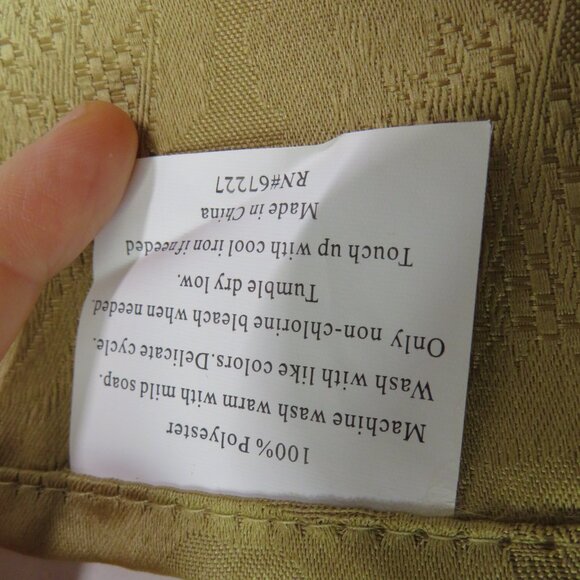 100% Polyester
Machine wash warm with mild soap.
Wash with like colors.Delicate cycle.
Only non-chlorine bleach when needed.
Tumble dry low.
Touch up with cool iron if needed
Made in China
RN#67227